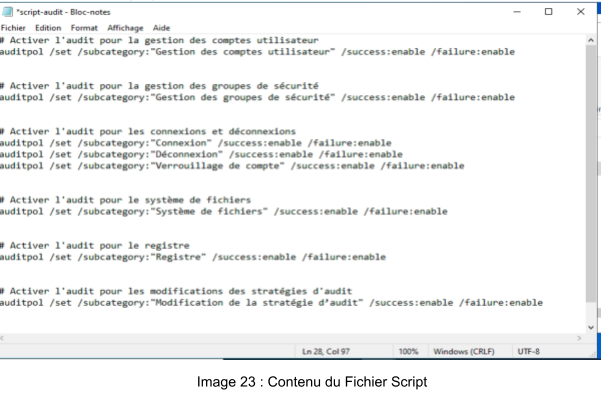 *script-audit - Bloc-notes
Fichier Edition Format Affichage Aide
# Activer l'audit pour la gestion des comptes utilisateur
auditpol /set /subcategory:"Gestion des comptes utilisateur" /success:enable /failure:enable
# Activer l'audit pour la gestion des groupes de sécurité
auditpol /set /subcategory:"Gestion des groupes de sécurité" /success:enable /failure:enable
# Activer l'audit pour les connexions et déconnexions
auditpol /set /subcategory:"Connexion" /success:enable /failure:enable
auditpol /set /subcategory:"Déconnexion" /success:enable /failure:enable
auditpol /set /subcategory:"Verrouillage de compte" /success:enable /failure:enable
# Activer l'audit pour le système de fichiers
auditpol /set /subcategory:"Système de fichiers" /success:enable /failure:enable
# Activer l'audit pour le registre
auditpol /set /subcategory:"Registre" /success:enable /failure:enable
# Activer l'audit pour les modifications des stratégies d'audit
auditpol /set /subcategory:"Modification de la stratégie d’audit" /success:enable /failure:enable
Ln 28, Col 97 100% Windows (CRLF) UTF-8
Image 23 : Contenu du Fichier Script